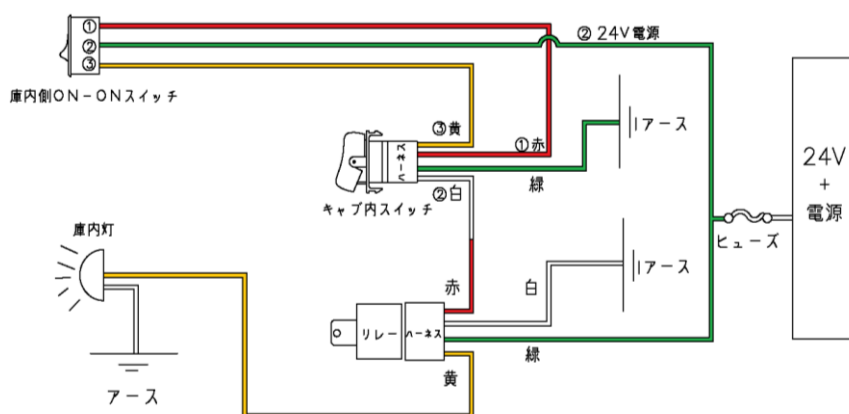 ①
②
③
② 24V電源
庫内側ON-ONスイッチ
③黄
①赤
ハーネス
緑
アース
②白
キャブ内スイッチ
24V
+
電源
ヒューズ
庫内灯
赤
白
アース
リレー
ハーネス
緑
黄
アース